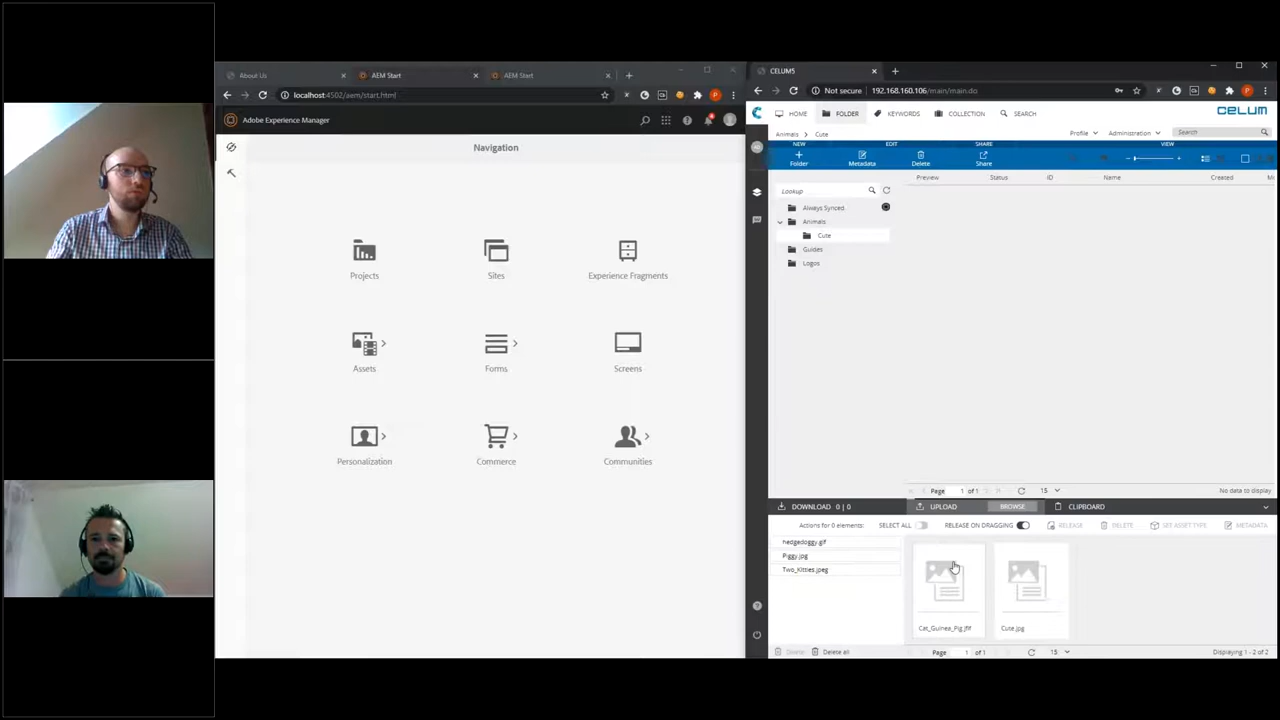 About Us
AEM Start
AEM Start
localhost:4502/aem/start.html
Adobe Experience Manager
Navigation
Projects
Sites
Experience Fragments
Assets
Forms
Screens
Personalization
Commerce
Communities
CELUM5
Not secure
192.168.160.106/main/main.do
HOME
FOLDER
KEYWORDS
COLLECTION
SEARCH
CELUM
Animals
Cute
Profile
Administration
Search
NEW
EDIT
SHARE
VIEW
Folder
Metadata
Delete
Share
Preview
Status
ID
Name
Created
Lookup
Always Synced
Animals
Cute
Guides
Logos
Page 1 of 1
15
No data to display
DOWNLOAD 0 | 0
UPLOAD
BROWSE
CLIPBOARD
Actions for 0 elements:
SELECT ALL
RELEASE ON DRAGGING
RELEASE
DELETE
SET ASSET TYPE
METADATA
hedgedoggy.gif
Piggy.jpg
Two_Kitties.jpeg
Cat_Guinea_Pig.jfif
Cute.jpg
Delete
Delete all
Page 1 of 1
15
Displaying 1 - 2 of 2